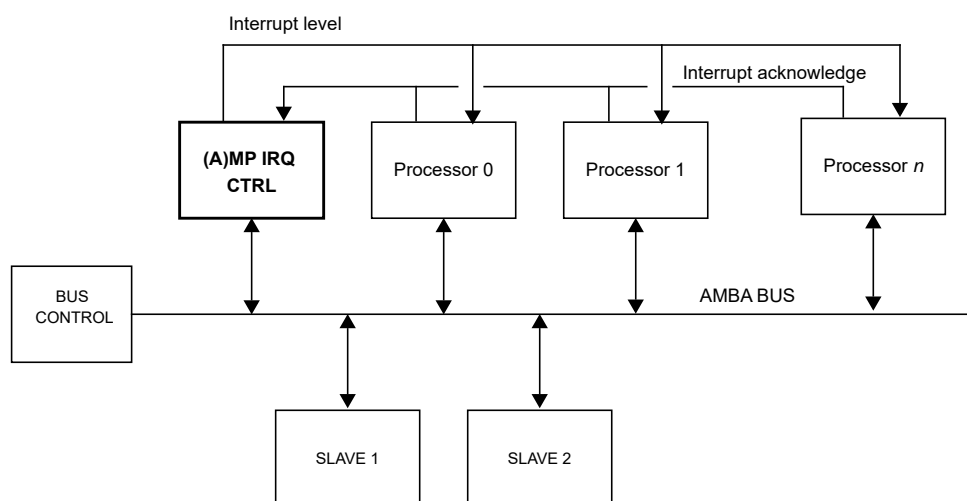 Interrupt level
Interrupt acknowledge
(A)MP IRQ
CTRL
Processor 0
Processor 1
Processor n
BUS
CONTROL
AMBA BUS
SLAVE 1
SLAVE 2